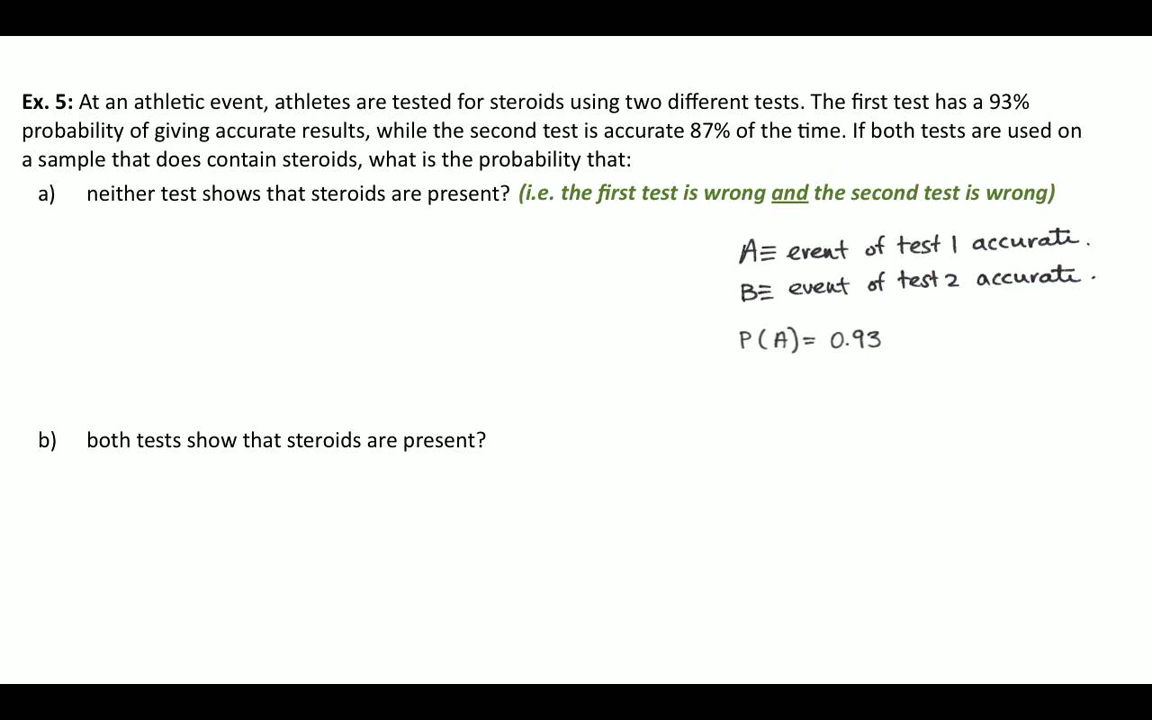 Ex. 5: At an athletic event, athletes are tested for steroids using two different tests. The first test has a 93%
probability of giving accurate results, while the second test is accurate 87% of the time. If both tests are used on
a sample that does contain steroids, what is the probability that:
a) neither test shows that steroids are present? (i.e. the first test is wrong and the second test is wrong)
A≡ event of test 1 accurate.
B≡ event of test 2 accurate.
P(A)= 0.93
b) both tests show that steroids are present?